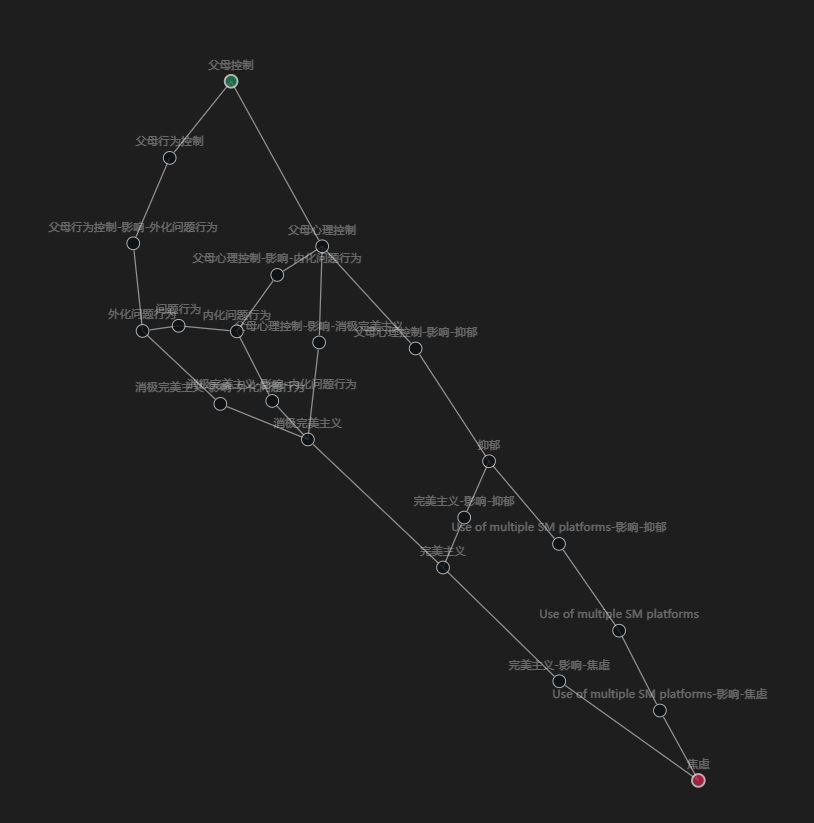 父母控制
父母行为控制
父母行为控制-影响-外化问题行为
父母心理控制
父母心理控制-影响-内化问题行为
外化问题行为
问题行为
内化问题行为
父母心理控制-影响-消极完美主义
父母心理控制-影响-抑郁
消极完美主义-影响-外化问题行为
消极完美主义-影响-内化问题行为
消极完美主义
抑郁
完美主义-影响-抑郁
Use of multiple SM platforms-影响-抑郁
完美主义
Use of multiple SM platforms
完美主义-影响-焦虑
Use of multiple SM platforms-影响-焦虑
焦虑